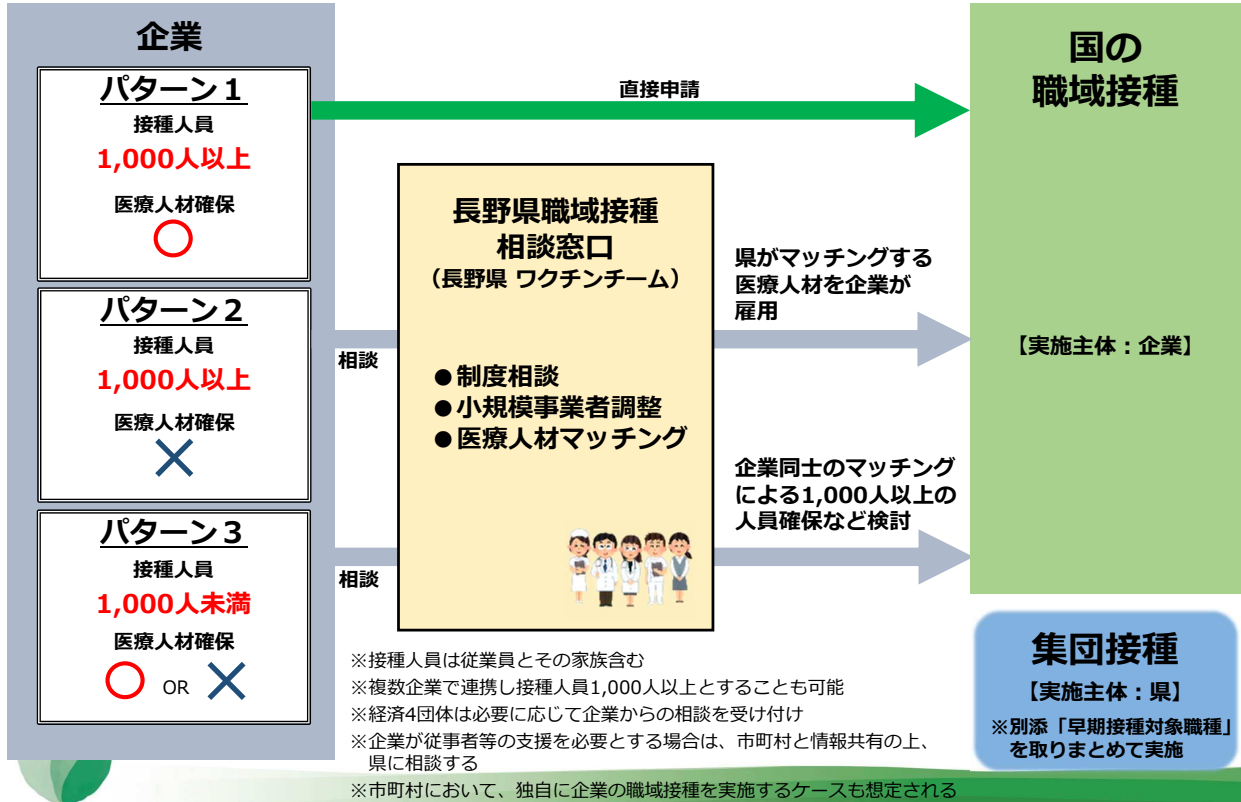 企業
パターン１
接種人員
1,000人以上
医療人材確保
○
パターン２
接種人員
1,000人以上
医療人材確保
×
パターン３
接種人員
1,000人未満
医療人材確保
○ OR ×
直接申請
相談
相談
長野県職域接種
相談窓口
（長野県 ワクチンチーム）
●制度相談
●小規模事業者調整
●医療人材マッチング
県がマッチングする
医療人材を企業が
雇用
企業同士のマッチング
による1,000人以上の
人員確保など検討
国の
職域接種
【実施主体：企業】
集団接種
【実施主体：県】
※別添「早期接種対象職種」
を取りまとめて実施
※接種人員は従業員とその家族含む
※複数企業で連携し接種人員1,000人以上とすることも可能
※経済4団体は必要に応じて企業からの相談を受け付け
※企業が従事者等の支援を必要とする場合は、市町村と情報共有の上、
県に相談する
※市町村において、独自に企業の職域接種を実施するケースも想定される